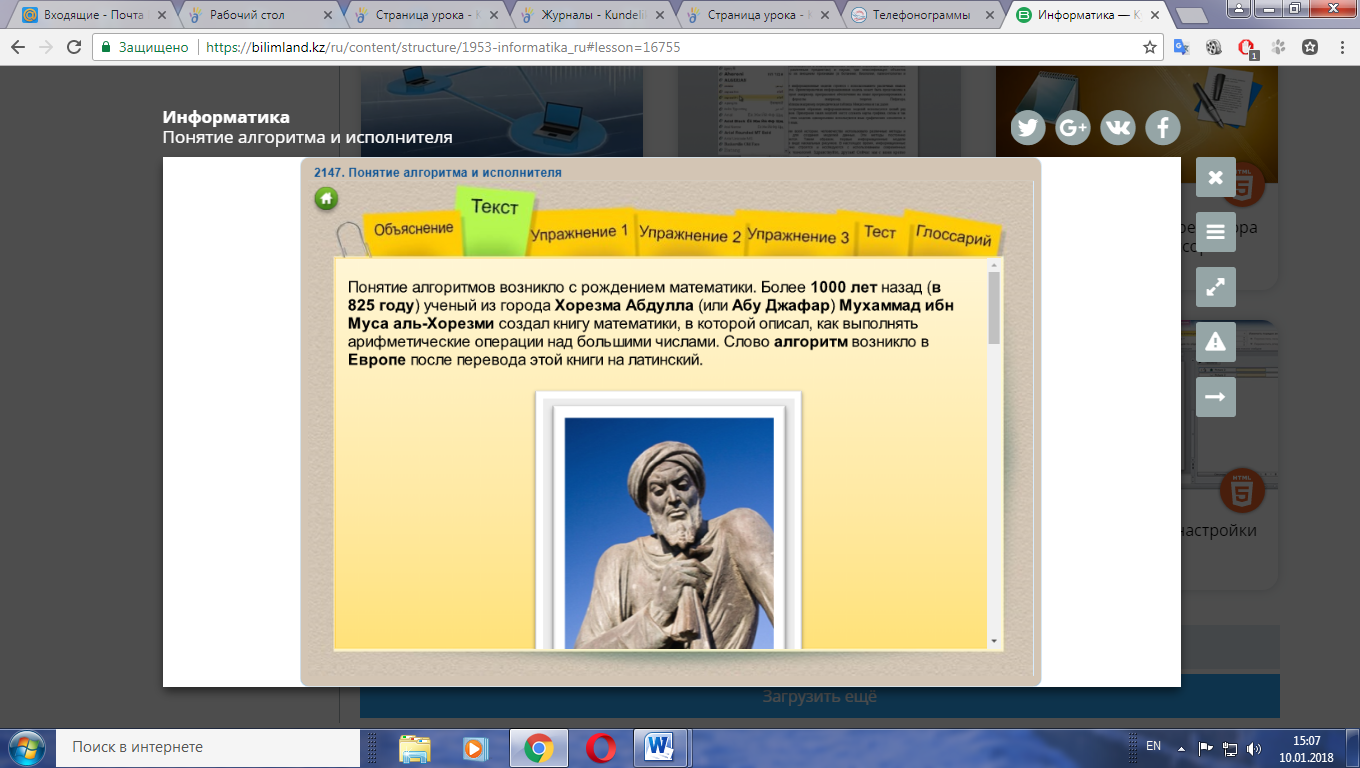 Входящие - Почта
Рабочий стол
Страница урока - К
Журналы - Kundeli
Страница урока - К
Телефонограммы
Информатика — К
Защищено
https://bilimland.kz/ru/content/structure/1953-informatika_ru#lesson=16755
1
Информатика
Понятие алгоритма и исполнителя
2147. Понятие алгоритма и исполнителя
Объяснение
Текст
Упражнение 1
Упражнение 2
Упражнение 3
Тест
Глоссарий
Понятие алгоритмов возникло с рождением математики. Более 1000 лет назад (в
825 году) ученый из города Хорезма Абдулла (или Абу Джафар) Мухаммад ибн
Муса аль-Хорезми создал книгу математики, в которой описал, как выполнять
арифметические операции над большими числами. Слово алгоритм возникло в
Европе после перевода этой книги на латинский.
HTML
5
настройки
Загрузить ещё
Поиск в интернете
EN
15:07
10.01.2018